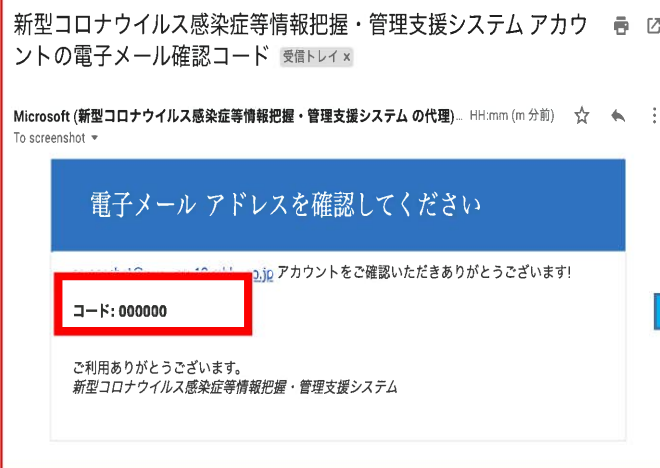 新型コロナウイルス感染症等情報把握・管理支援システム アカウ
ントの電子メール確認コード 受信トレイ x
Microsoft (新型コロナウイルス感染症等情報把握・管理支援システム の代理)... HH:mm (m 分前)
To screenshot
電子メール アドレスを確認してください
.jp アカウントをご確認いただきありがとうございます!
コード: 000000
ご利用ありがとうございます。
新型コロナウイルス感染症等情報把握・管理支援システム